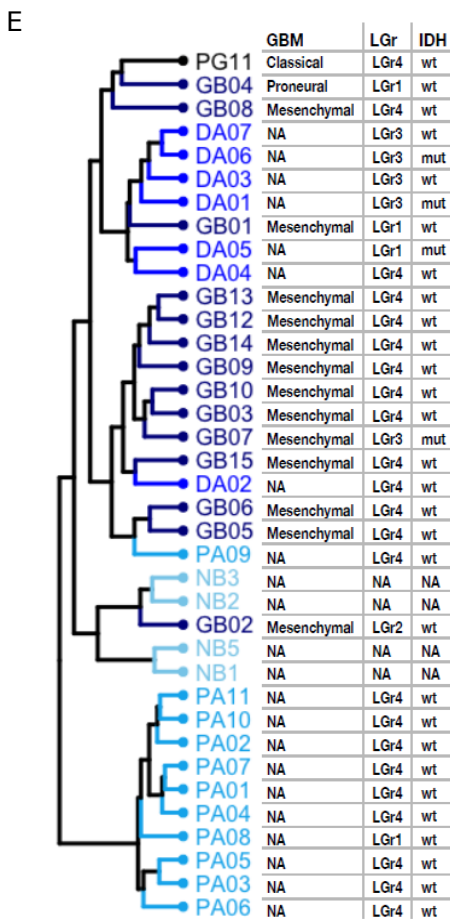 E
GBM LGr IDH
PG11 Classical LGr4 wt
GB04 Proneural LGr1 wt
GB08 Mesenchymal LGr4 wt
DA07 NA LGr3 wt
DA06 NA LGr3 mut
DA03 NA LGr3 wt
DA01 NA LGr3 mut
GB01 Mesenchymal LGr1 wt
DA05 NA LGr1 mut
DA04 NA LGr4 wt
GB13 Mesenchymal LGr4 wt
GB12 Mesenchymal LGr4 wt
GB14 Mesenchymal LGr4 wt
GB09 Mesenchymal LGr4 wt
GB10 Mesenchymal LGr4 wt
GB03 Mesenchymal LGr4 wt
GB07 Mesenchymal LGr3 mut
GB15 Mesenchymal LGr4 wt
DA02 NA LGr4 wt
GB06 Mesenchymal LGr4 wt
GB05 Mesenchymal LGr4 wt
PA09 NA LGr4 wt
NB3 NA NA NA
NB2 NA NA NA
GB02 Mesenchymal LGr2 wt
NB5 NA NA NA
NB1 NA NA NA
PA11 NA LGr4 wt
PA10 NA LGr4 wt
PA02 NA LGr4 wt
PA07 NA LGr4 wt
PA01 NA LGr4 wt
PA04 NA LGr4 wt
PA08 NA LGr1 wt
PA05 NA LGr4 wt
PA03 NA LGr4 wt
PA06 NA LGr4 wt